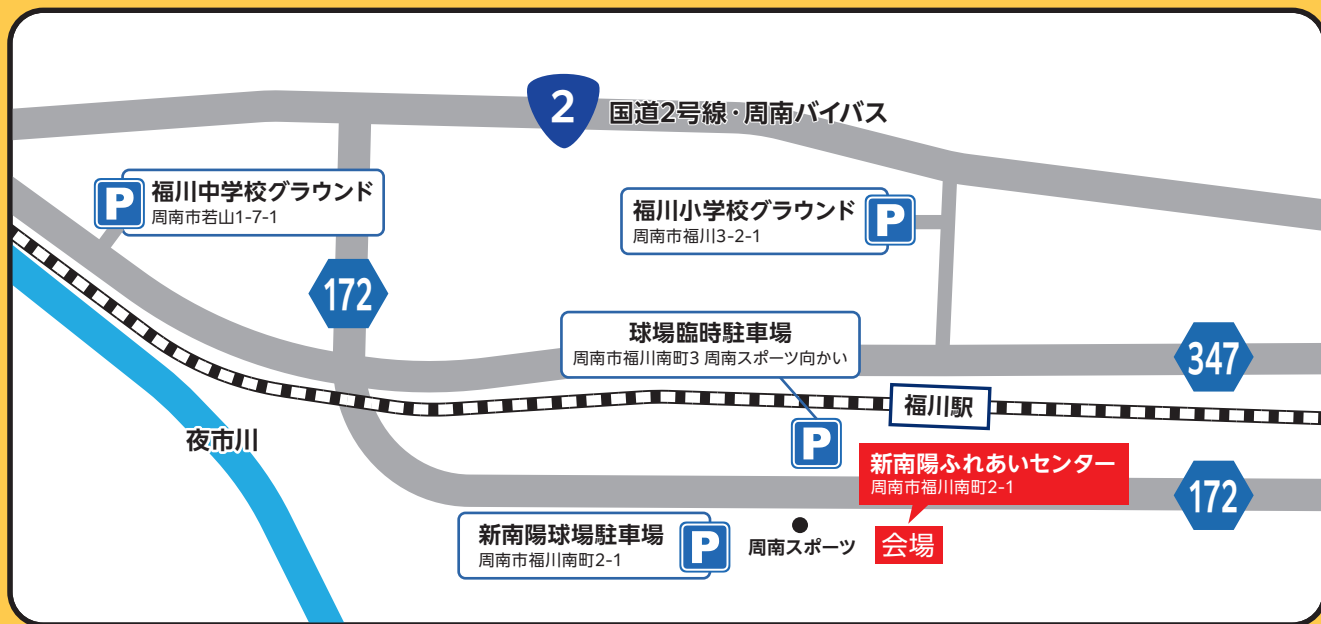 2
国道2号線・周南バイパス
P
福川中学校グラウンド
周南市若山1-7-1
福川小学校グラウンド
周南市福川3-2-1
P
172
球場臨時駐車場
周南市福川南町3 周南スポーツ向かい
347
福川駅
P
夜市川
新南陽ふれあいセンター
周南市福川南町2-1
172
新南陽球場駐車場
周南市福川南町2-1
P
周南スポーツ
会場